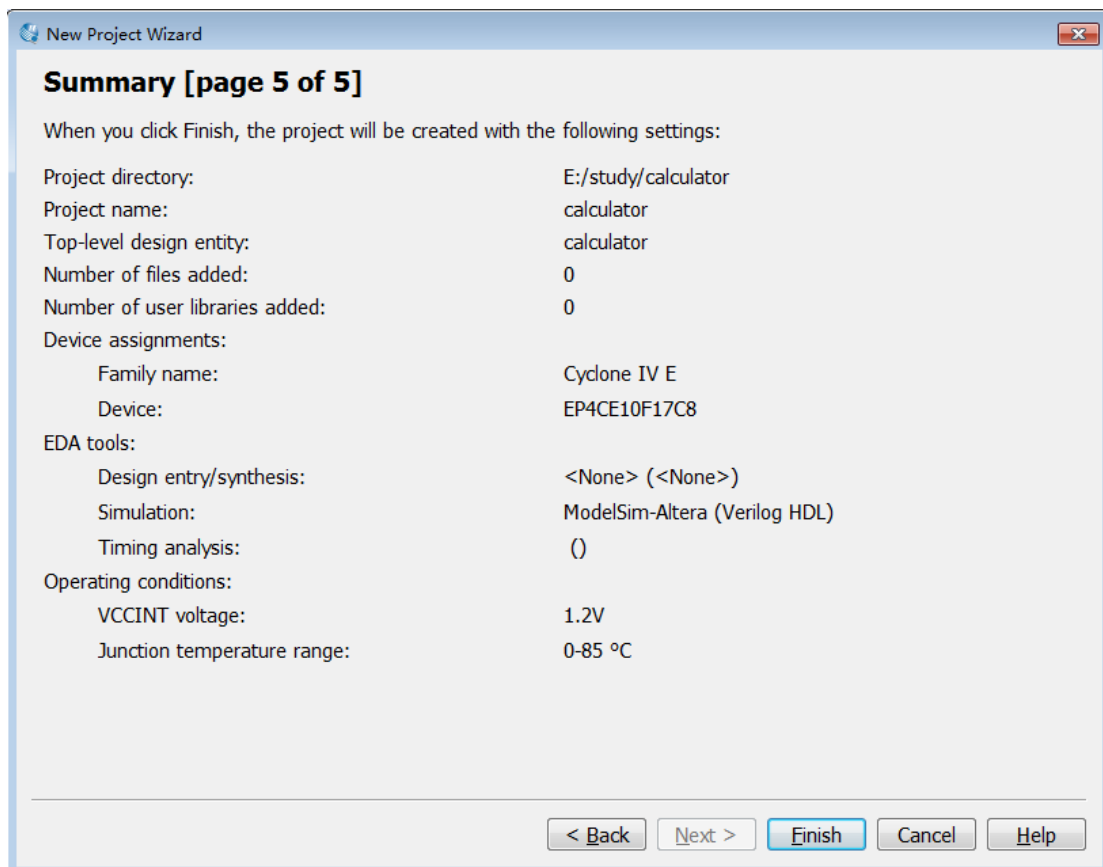 New Project Wizard
Summary [page 5 of 5]
When you click Finish, the project will be created with the following settings:
Project directory: E:/study/calculator
Project name: calculator
Top-level design entity: calculator
Number of files added: 0
Number of user libraries added: 0
Device assignments:
Family name: Cyclone IV E
Device: EP4CE10F17C8
EDA tools:
Design entry/synthesis: <None> (<None>)
Simulation: ModelSim-Altera (Verilog HDL)
Timing analysis: ()
Operating conditions:
VCCINT voltage: 1.2V
Junction temperature range: 0-85 ºC
< Back Next > Finish Cancel Help